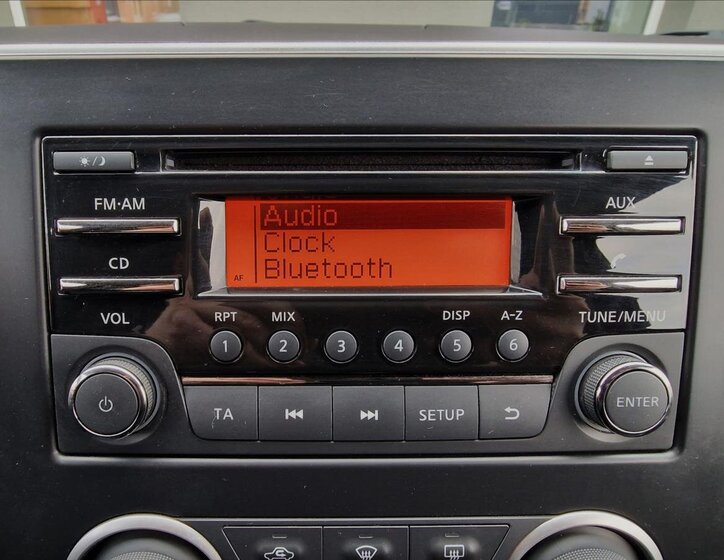 FM·AM
AUX
Audio
Clock
Bluetooth
AF
CD
VOL
RPT MIX DISP A-Z
TUNE/MENU
1 2 3 4 5 6
TA SETUP
ENTER